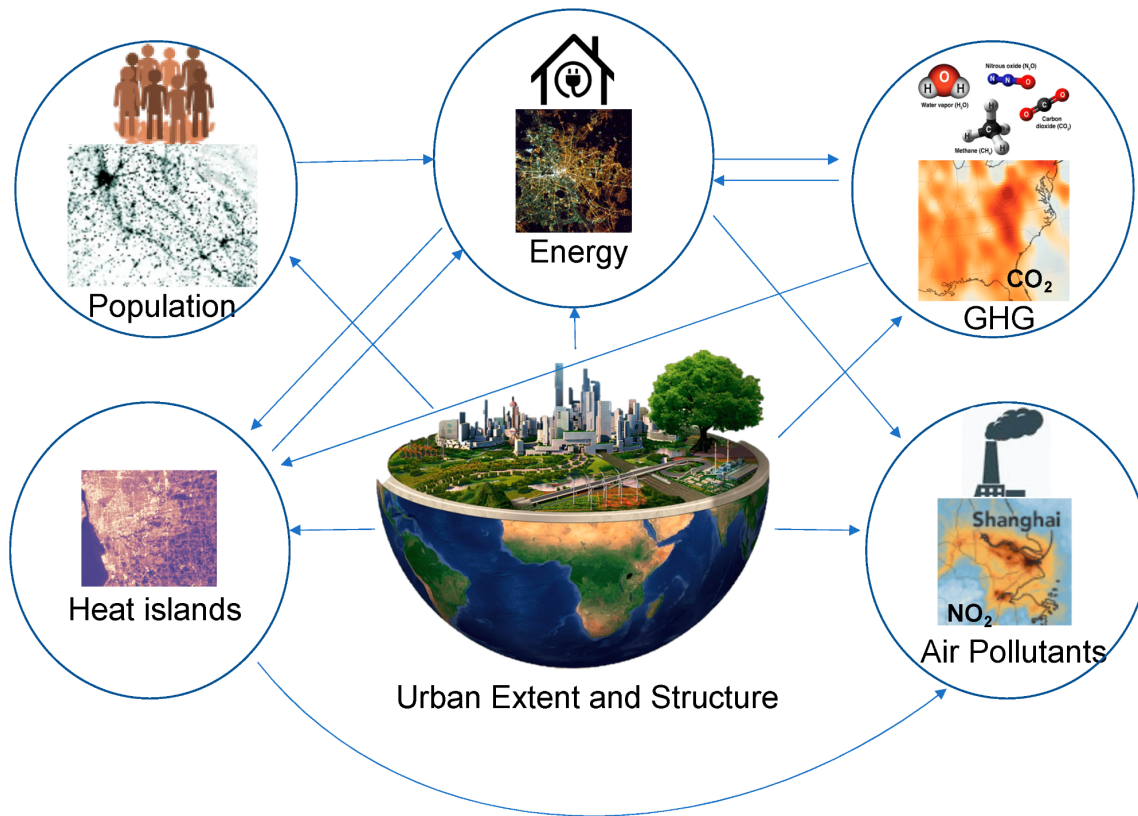 Population
Energy
H
O
H
Water vapor (H₂O)
Nitrous oxide (N₂O)
N
N
O
O
C
O
Carbon
dioxide (CO₂)
H
C
H
H
H
Methane (CH₄)
CO₂
GHG
Heat islands
Urban Extent and Structure
Shanghai
NO₂
Air Pollutants